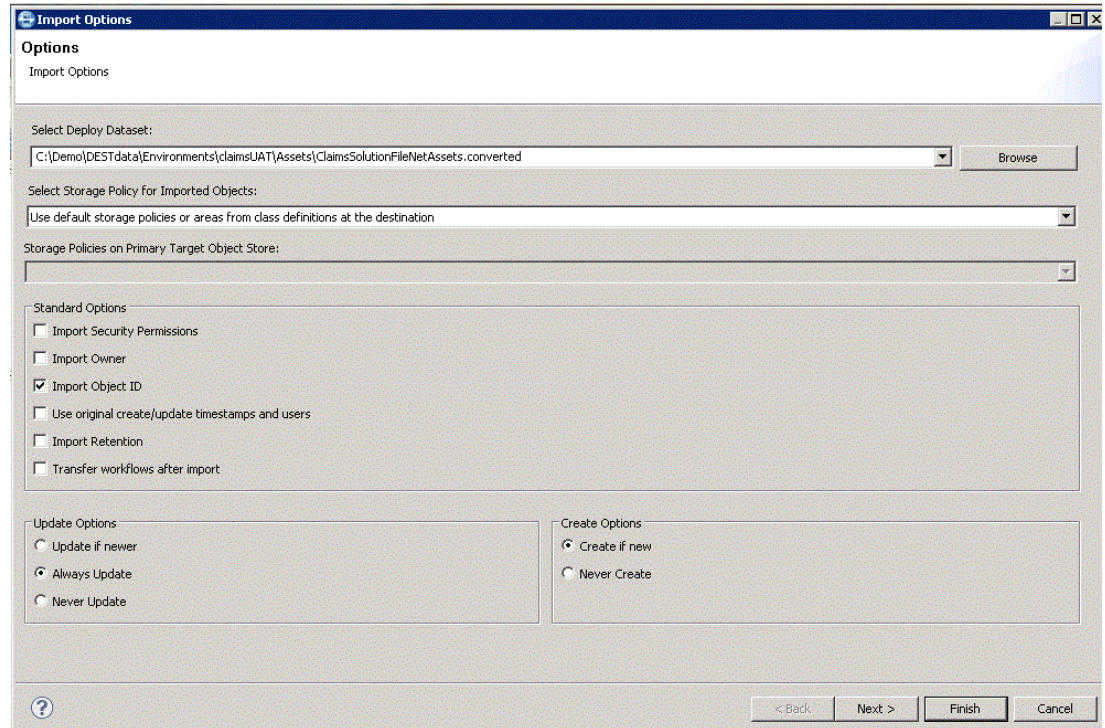 Import Options
Options
Import Options
Select Deploy Dataset:
C:\Demo\DESTdata\Environments\claimsUAT\Assets\ClaimsSolutionFileNetAssets.converted
Browse
Select Storage Policy for Imported Objects:
Use default storage policies or areas from class definitions at the destination
Storage Policies on Primary Target Object Store:
Standard Options
Import Security Permissions
Import Owner
Import Object ID
Use original create/update timestamps and users
Import Retention
Transfer workflows after import
Update Options
Update if newer
Always Update
Never Update
Create Options
Create if new
Never Create
?
< Back
Next >
Finish
Cancel